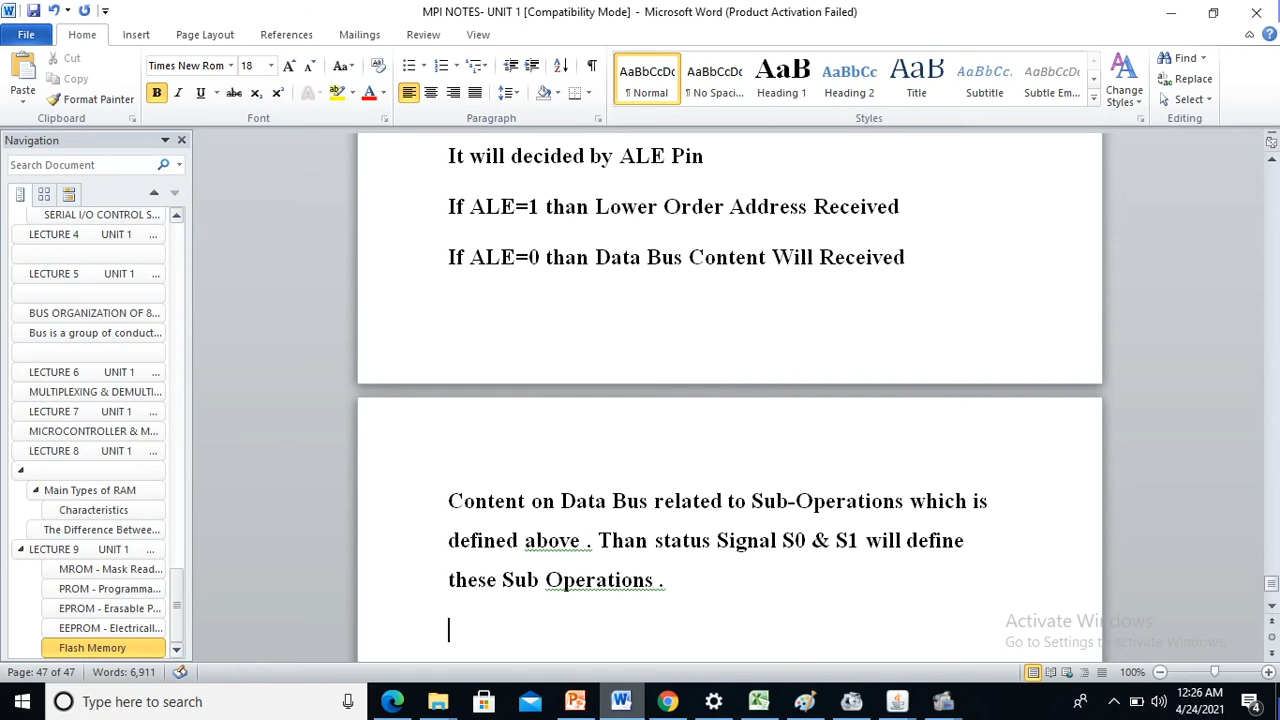 MPI NOTES- UNIT 1 [Compatibility Mode] - Microsoft Word (Product Activation Failed)
File Home Insert Page Layout References Mailings Review View
Paste
Cut
Copy
Format Painter
Clipboard
Times New Rom 18
Font
Paragraph
AaBbCcDc AaBbCcDc AaB AaBbCc AaB AaBbCcL AaBbCcDc
¶ Normal ¶ No Spaci... Heading 1 Heading 2 Title Subtitle Subtle Em...
Change Styles
Styles
Find
Replace
Select
Editing
Navigation
Search Document
SERIAL I/O CONTROL S...
LECTURE 4 UNIT 1 ...
LECTURE 5 UNIT 1 ...
BUS ORGANIZATION OF 8...
Bus is a group of conduct...
LECTURE 6 UNIT 1 ...
MULTIPLEXING & DEMULTI...
LECTURE 7 UNIT 1 ...
MICROCONTROLLER & M...
LECTURE 8 UNIT 1 ...
Main Types of RAM
Characteristics
The Difference Betwee...
LECTURE 9 UNIT 1 ...
MROM - Mask Read...
PROM - Programma...
EPROM - Erasable P...
EEPROM - Electricall...
Flash Memory
It will decided by ALE Pin
If ALE=1 than Lower Order Address Received
If ALE=0 than Data Bus Content Will Received
Content on Data Bus related to Sub-Operations which is
defined above . Than status Signal S0 & S1 will define
these Sub Operations .
Activate Windows
Go to Settings to activate Windows.
Page: 47 of 47 Words: 6,911 100%
Type here to search
12:26 AM
4/24/2021
4